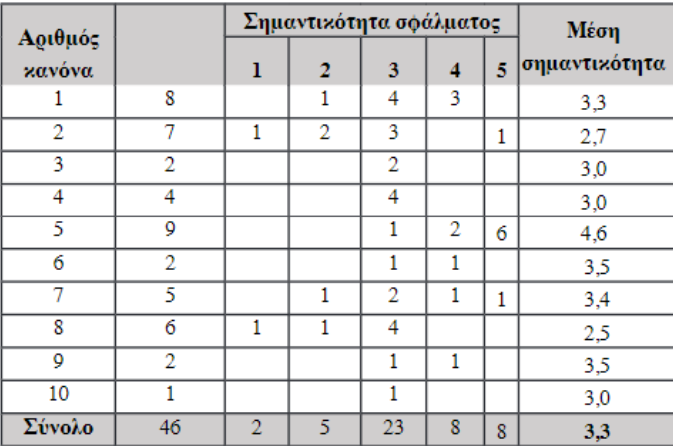 Αριθμός κανόνα Σημαντικότητα σφάλματος Μέση σημαντικότητα
1 2 3 4 5
1 8 1 4 3 3,3
2 7 1 2 3 1 2,7
3 2 2 3,0
4 4 4 3,0
5 9 1 2 6 4,6
6 2 1 1 3,5
7 5 1 2 1 1 3,4
8 6 1 1 4 2,5
9 2 1 1 3,5
10 1 1 3,0
Σύνολο 46 2 5 23 8 8 3,3